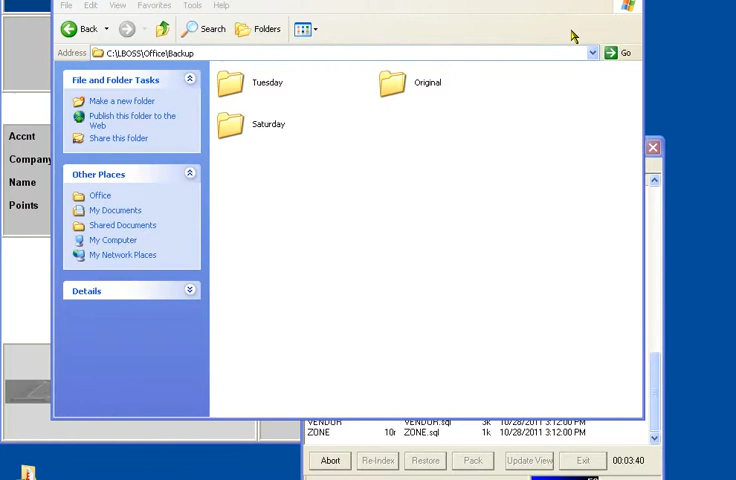 File Edit View Favorites Tools Help
Back Search Folders
Address C:\LBOSS\Office\Backup Go
File and Folder Tasks
Make a new folder
Publish this folder to the
Web
Share this folder
Other Places
Office
My Documents
Shared Documents
My Computer
My Network Places
Details
Tuesday Original
Saturday
Accnt
Company
Name
Points
VENDOR VENDOR.sql 3k 10/28/2011 3:12:00 PM
ZONE 10r ZONE.sql 1k 10/28/2011 3:12:00 PM
Abort Re-Index Restore Pack Update View Exit 00:03:40